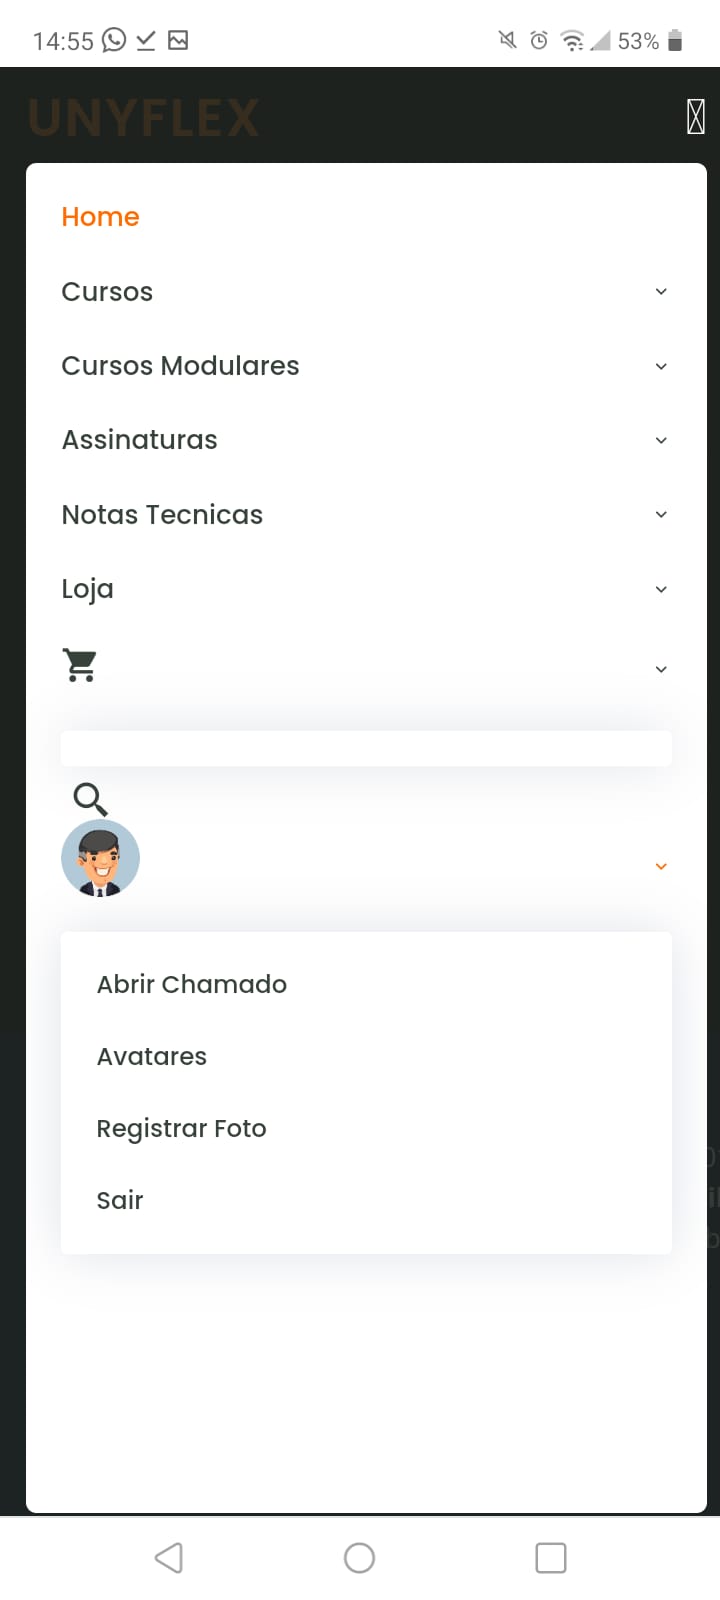 14:55
53%
UNYFLEX
Home
Cursos
Cursos Modulares
Assinaturas
Notas Tecnicas
Loja
Abrir Chamado
Avatares
Registrar Foto
Sair